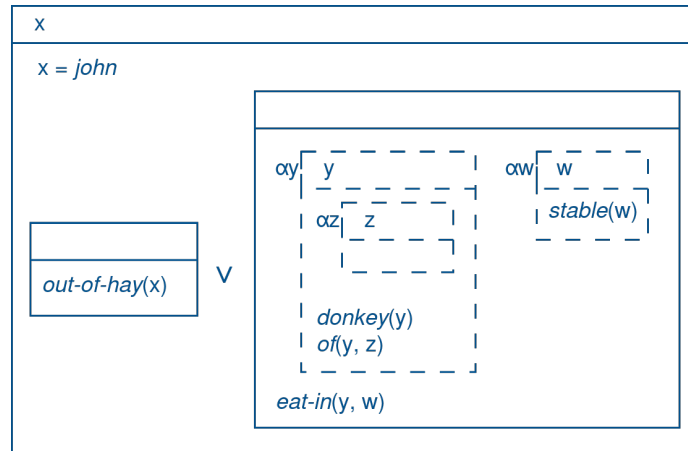 x
x = john
αy y
αw w
αz z
stable(w)
out-of-hay(x)
∨
donkey(y)
of(y, z)
eat-in(y, w)